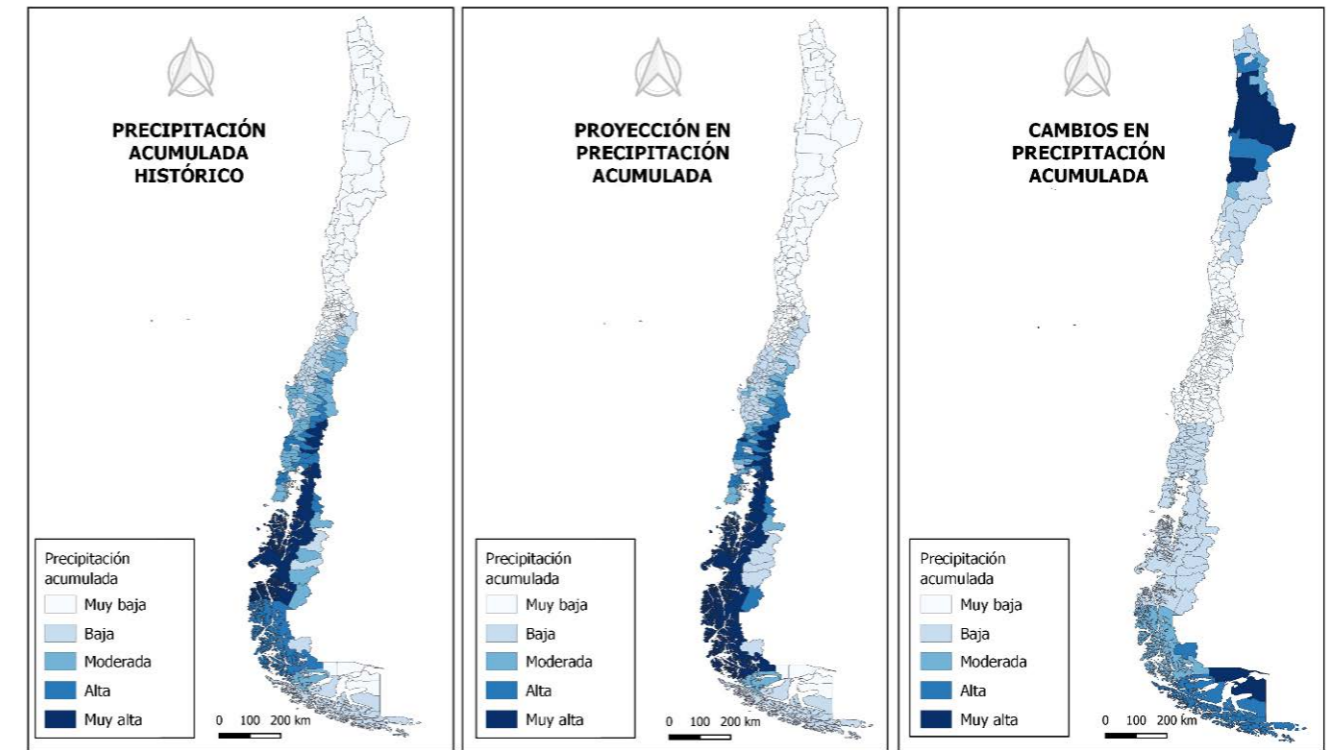 PRECIPITACIÓN
ACUMULADA
HISTÓRICO
Precipitación
acumulada
Muy baja
Baja
Moderada
Alta
Muy alta
0 100 200 km
PROYECCIÓN EN
PRECIPITACIÓN
ACUMULADA
Precipitación
acumulada
Muy baja
Baja
Moderada
Alta
Muy alta
0 100 200 km
CAMBIOS EN
PRECIPITACIÓN
ACUMULADA
Precipitación
acumulada
Muy baja
Baja
Moderada
Alta
Muy alta
0 100 200 km